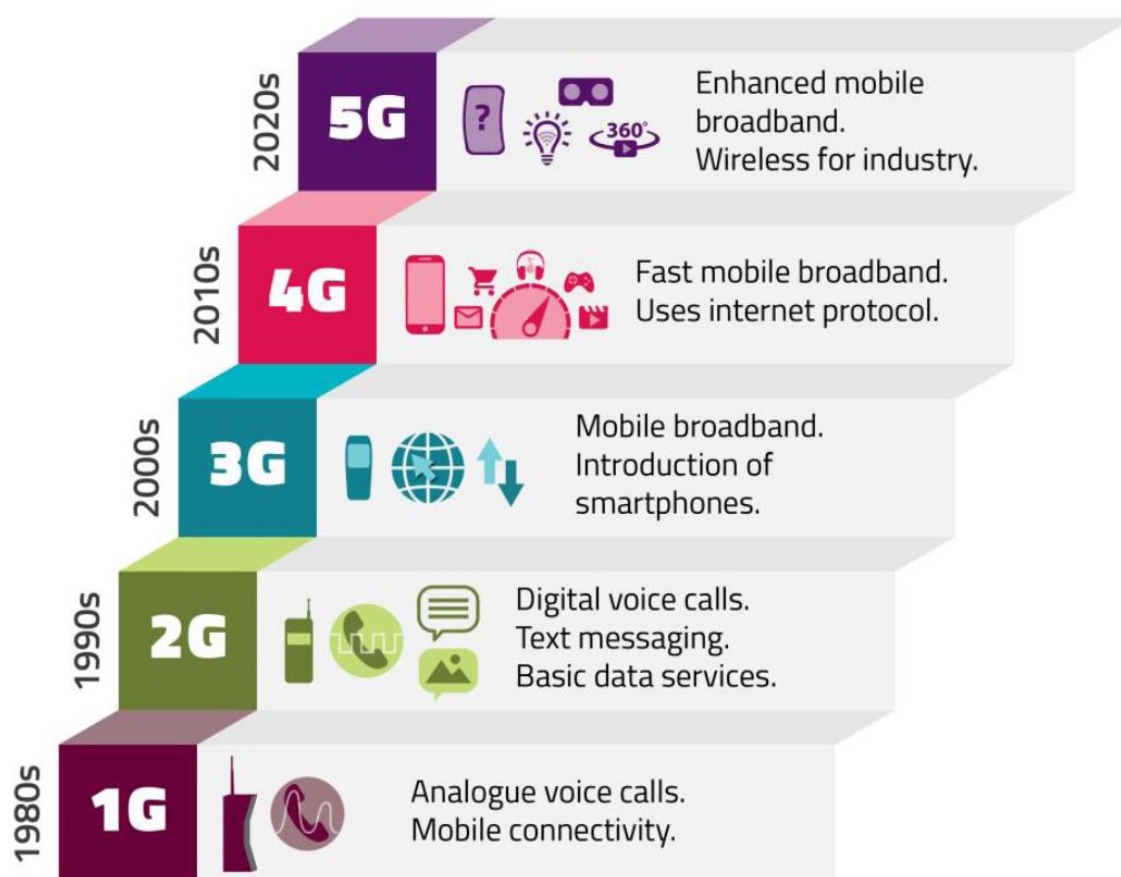 2020s
5G
?
360°
Enhanced mobile
broadband.
Wireless for industry.
2010s
4G
Fast mobile broadband.
Uses internet protocol.
2000s
3G
Mobile broadband.
Introduction of
smartphones.
1990s
2G
Digital voice calls.
Text messaging.
Basic data services.
1980s
1G
Analogue voice calls.
Mobile connectivity.